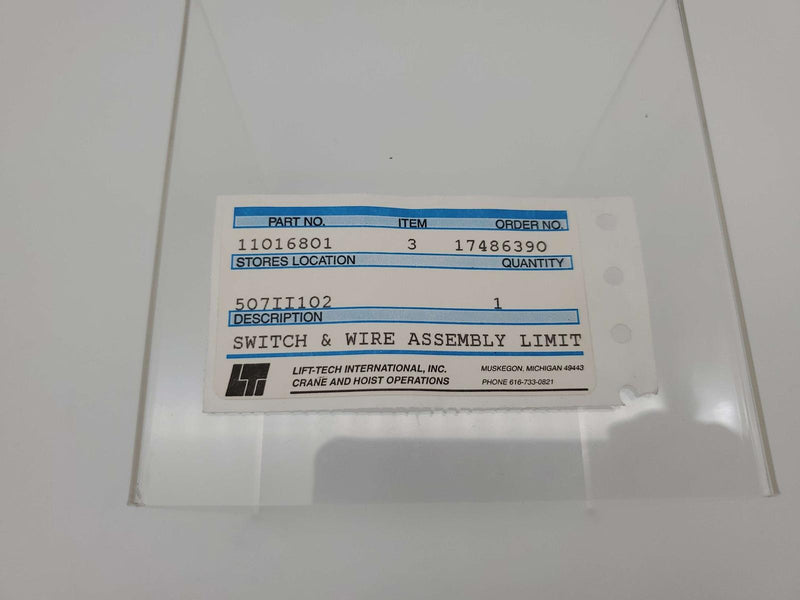 PART NO. ITEM ORDER NO.
11016801 3 17486390
STORES LOCATION QUANTITY
507II102 1
DESCRIPTION
SWITCH & WIRE ASSEMBLY LIMIT
LIFT-TECH INTERNATIONAL, INC. MUSKEGON, MICHIGAN 49443
CRANE AND HOIST OPERATIONS PHONE 616-733-0821